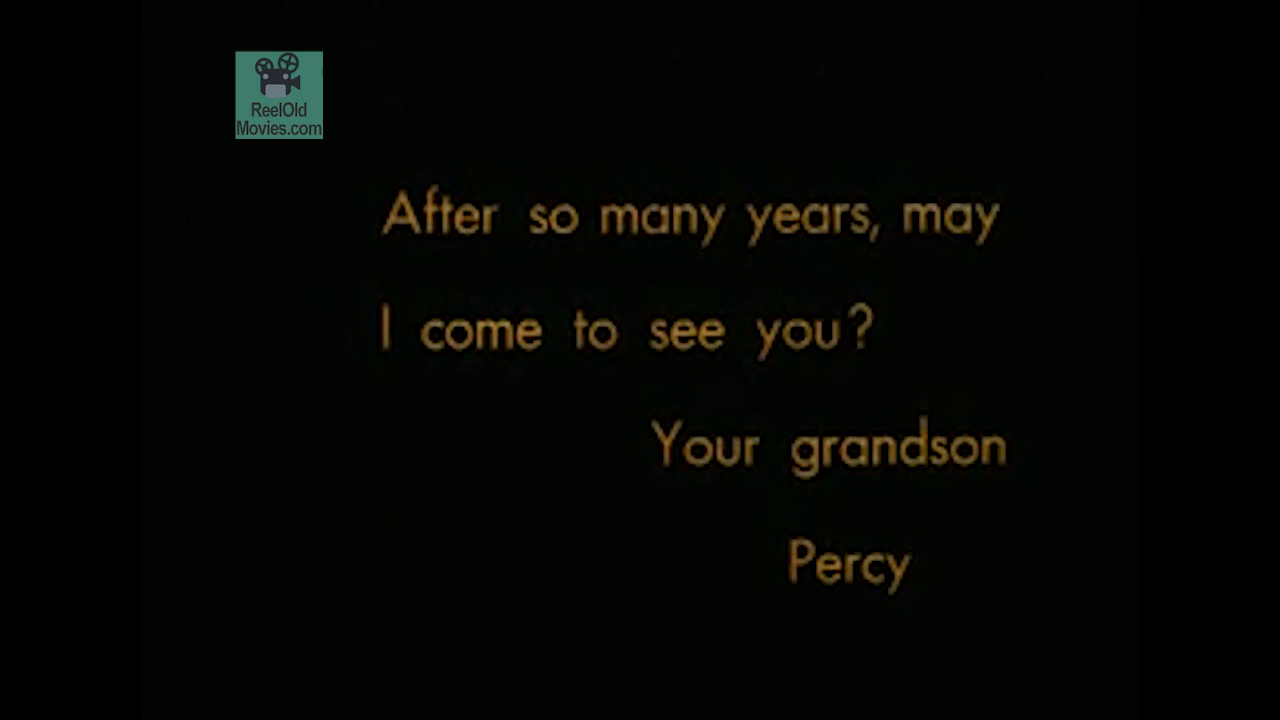 ReelOld
Movies.com
After so many years, may
I come to see you?
Your grandson
Percy